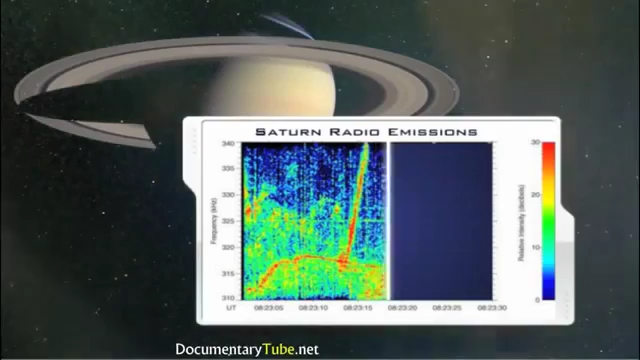 SATURN RADIO EMISSIONS
340
335
330
325
320
315
310
Frequency (kHz)
UT 08:23:05 08:23:10 08:23:15 08:23:20 08:23:25 08:23:30
30
20
10
0
Relative Intensity (decibels)
DocumentaryTube.net